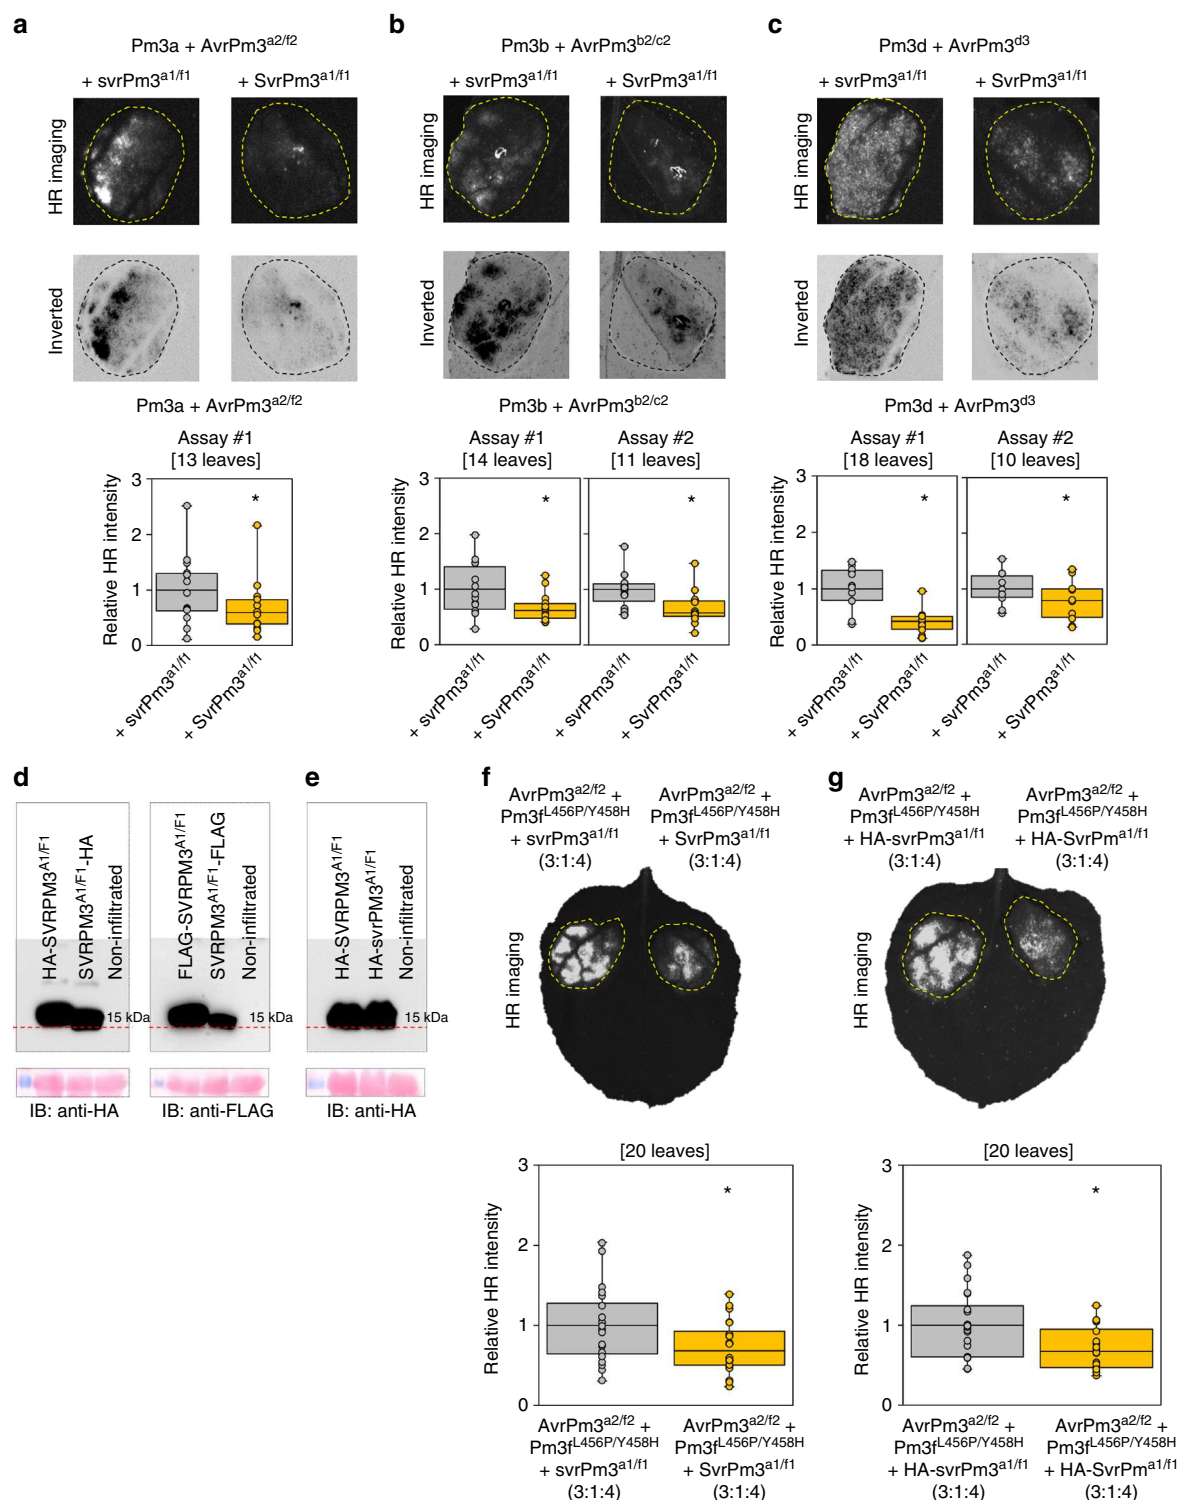 a
Pm3a + AvrPm3a2/f2
+ svrPm3a1/f1
+ SvrPm3a1/f1
HR imaging
Inverted
Pm3a + AvrPm3a2/f2
Assay #1
[13 leaves]
Relative HR intensity
3
2
1
0
+ svrPm3a1/f1
+ SvrPm3a1/f1
*
b
Pm3b + AvrPm3b2/c2
+ svrPm3a1/f1
+ SvrPm3a1/f1
HR imaging
Inverted
Pm3b + AvrPm3b2/c2
Assay #1
[14 leaves]
Assay #2
[11 leaves]
Relative HR intensity
3
2
1
0
*
*
+ svrPm3a1/f1
+ SvrPm3a1/f1
+ svrPm3a1/f1
+ SvrPm3a1/f1
c
Pm3d + AvrPm3d3
+ svrPm3a1/f1
+ SvrPm3a1/f1
HR imaging
Inverted
Pm3d + AvrPm3d3
Assay #1
[18 leaves]
Assay #2
[10 leaves]
Relative HR intensity
3
2
1
0
*
*
+ svrPm3a1/f1
+ SvrPm3a1/f1
+ svrPm3a1/f1
+ SvrPm3a1/f1
d
HA-SVRPM3A1/F1
SVRPM3A1/F1-HA
Non-infiltrated
15 kDa
IB: anti-HA
FLAG-SVRPM3A1/F1
SVRPM3A1/F1-FLAG
Non-infiltrated
15 kDa
IB: anti-FLAG
e
HA-SVRPM3A1/F1
HA-svrPM3A1/F1
Non-infiltrated
15 kDa
IB: anti-HA
f
AvrPm3a2/f2 +
Pm3fL456P/Y458H
+ svrPm3a1/f1
(3:1:4)
AvrPm3a2/f2 +
Pm3fL456P/Y458H
+ SvrPm3a1/f1
(3:1:4)
HR imaging
[20 leaves]
Relative HR intensity
3
2
1
0
*
AvrPm3a2/f2 +
Pm3fL456P/Y458H
+ svrPm3a1/f1
(3:1:4)
AvrPm3a2/f2 +
Pm3fL456P/Y458H
+ SvrPm3a1/f1
(3:1:4)
g
AvrPm3a2/f2 +
Pm3fL456P/Y458H
+ HA-svrPm3a1/f1
(3:1:4)
AvrPm3a2/f2 +
Pm3fL456P/Y458H
+ HA-SvrPma1/f1
(3:1:4)
HR imaging
[20 leaves]
Relative HR intensity
3
2
1
0
*
AvrPm3a2/f2 +
Pm3fL456P/Y458H
+ HA-svrPm3a1/f1
(3:1:4)
AvrPm3a2/f2 +
Pm3fL456P/Y458H
+ HA-SvrPma1/f1
(3:1:4)